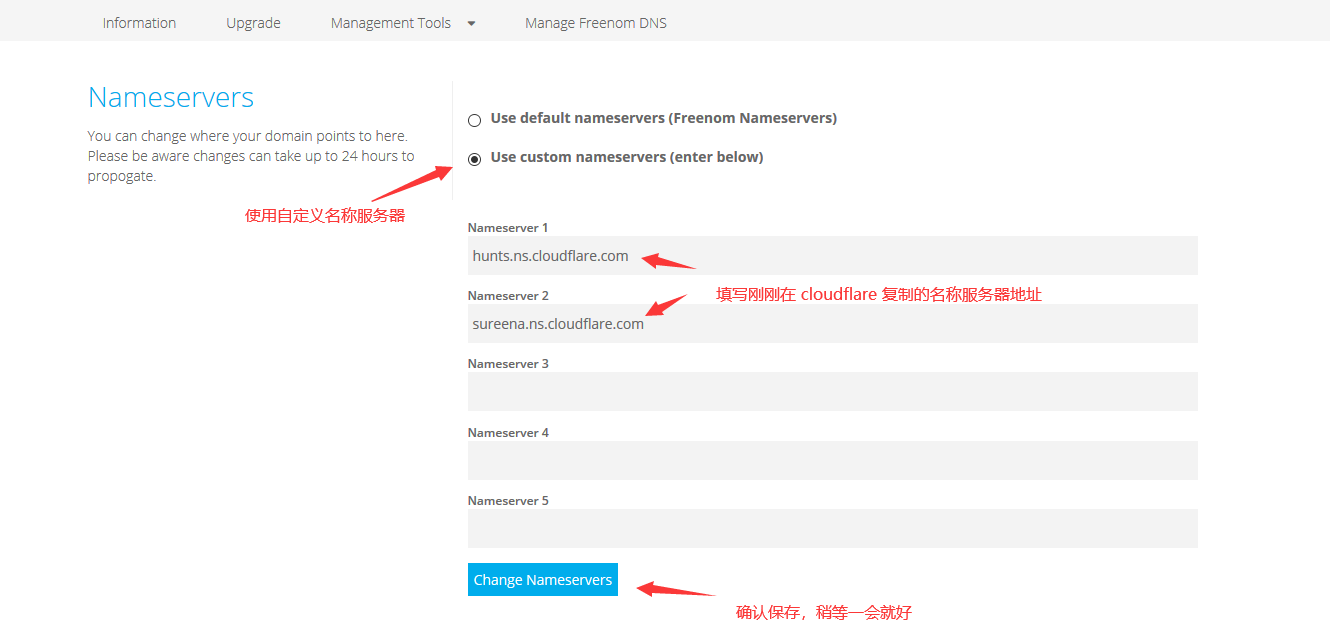 Information Upgrade Management Tools Manage Freenom DNS
Nameservers
You can change where your domain points to here.
Please be aware changes can take up to 24 hours to
propogate.
使用自定义名称服务器
Use default nameservers (Freenom Nameservers)
Use custom nameservers (enter below)
Nameserver 1
hunts.ns.cloudflare.com
填写刚刚在 cloudflare 复制的名称服务器地址
Nameserver 2
sureena.ns.cloudflare.com
Nameserver 3
Nameserver 4
Nameserver 5
Change Nameservers
确认保存，稍等一会就好